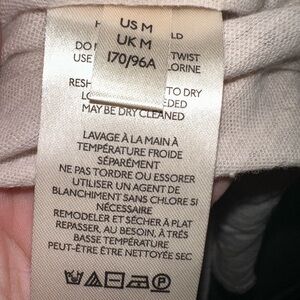 US M
UK M
170/96A
H LD
DO TWIST
USE LORINE
RESH TO DRY
LO EDED
MAY BE DRY CLEANED
LAVAGE À LA MAIN À
TEMPÉRATURE FROIDE
SÉPARÉMENT
NE PAS TORDRE OU ESSORER
UTILISER UN AGENT DE
BLANCHIMENT SANS CHLORE SI
NÉCESSAIRE
REMODELER ET SÉCHER À PLAT
REPASSER, AU BESOIN, À TRÈS
BASSE TEMPÉRATURE
PEUT-ÊTRE ÊTRE NETTOYÉE SEC